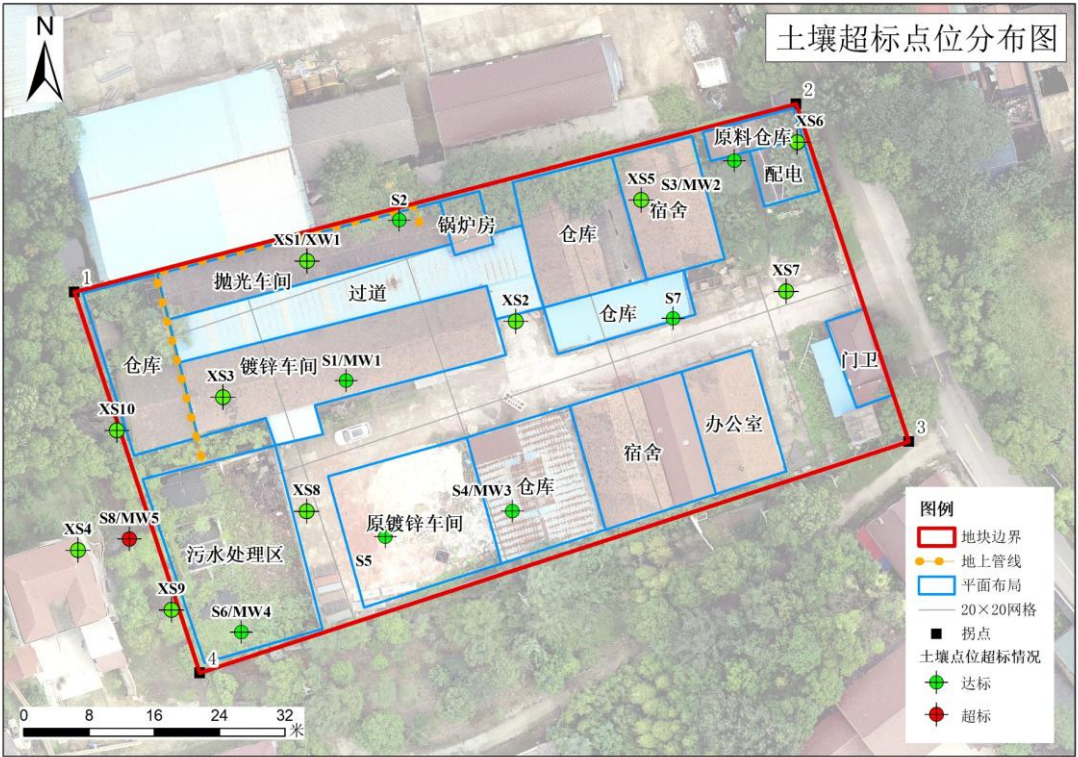 土壤超标点位分布图
N
2
XS6
原料仓库
配电
S3/MW2
XS5
宿舍
S2
锅炉房
仓库
XS1/XW1
抛光车间
1
过道
XS7
XS2
仓库
S7
仓库
镀锌车间
S1/MW1
XS3
门卫
XS10
办公室
3
宿舍
S4/MW3
仓库
XS8
原镀锌车间
S5
S8/MW5
XS4
污水处理区
XS9
S6/MW4
4
图例
地块边界
地上管线
平面布局
20×20网格
拐点
土壤点位超标情况
达标
超标
0 8 16 24 32
米